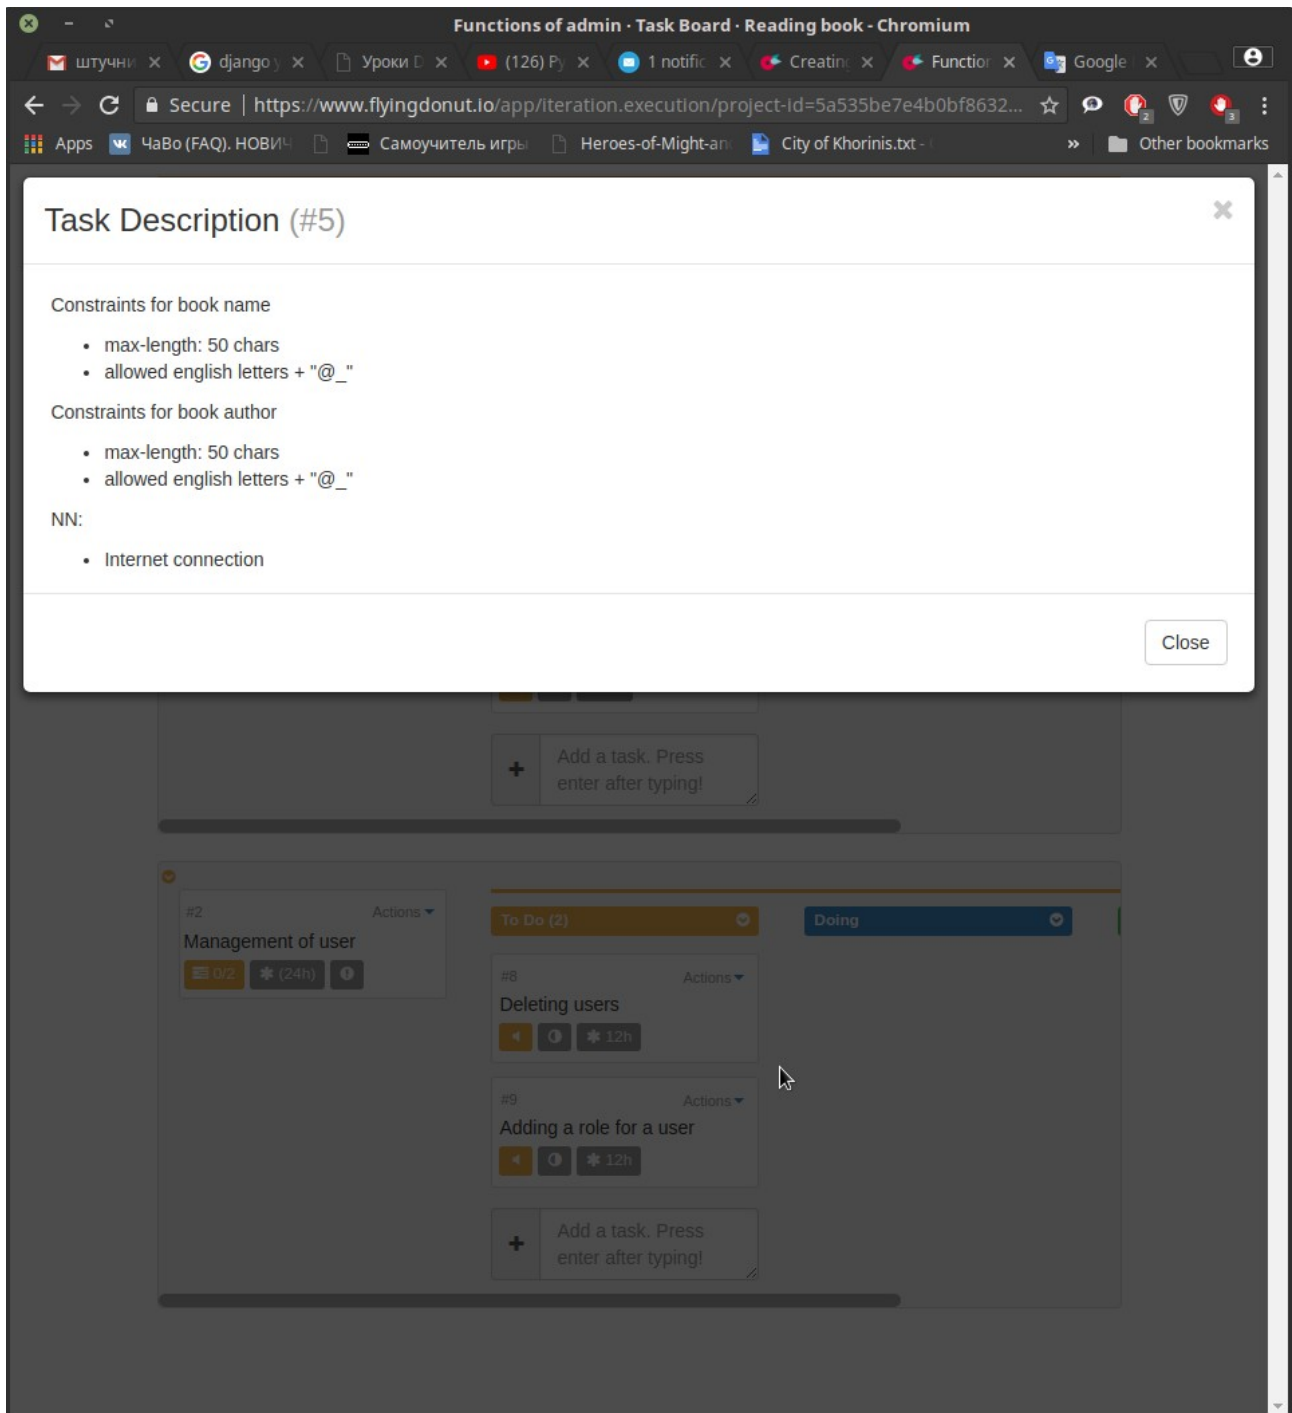 Functions of admin · Task Board · Reading book - Chromium
штучни django y Уроки D (126) Py 1 notific Creating Function Google
Secure | https://www.flyingdonut.io/app/iteration.execution/project-id=5a535be7e4b0bf8632... 2 3
Apps ЧаВо (FAQ). НОВИЧ Самоучитель игры Heroes-of-Might-an City of Khorinis.txt - » Other bookmarks
Task Description (#5)
Constraints for book name
• max-length: 50 chars
• allowed english letters + "@_"
Constraints for book author
• max-length: 50 chars
• allowed english letters + "@_"
NN:
• Internet connection
Close
Add a task. Press
enter after typing!
#2 Actions
Management of user
0/2 (24h)
To Do (2)
Doing
#8 Actions
Deleting users
12h
#9 Actions
Adding a role for a user
12h
Add a task. Press
enter after typing!